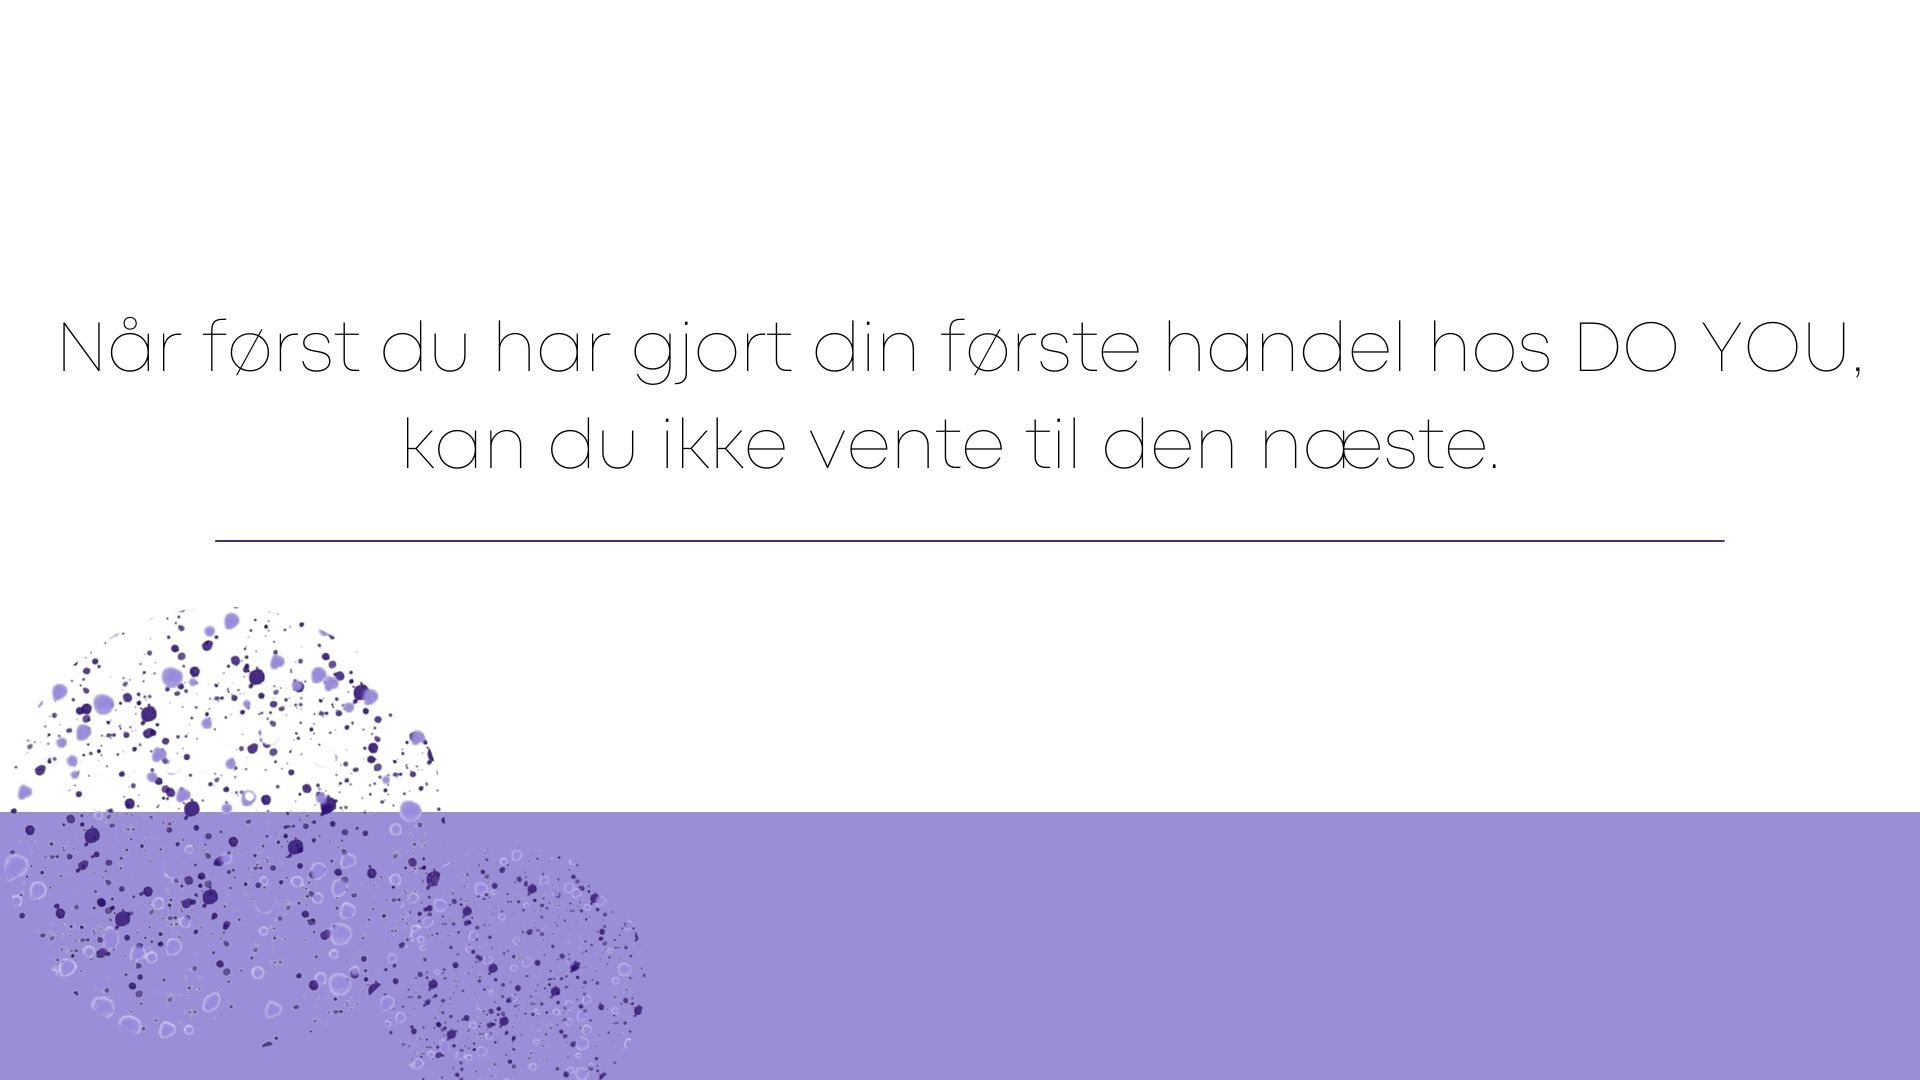 Når først du har gjort din første handel hos DO YOU,
kan du ikke vente til den næste.